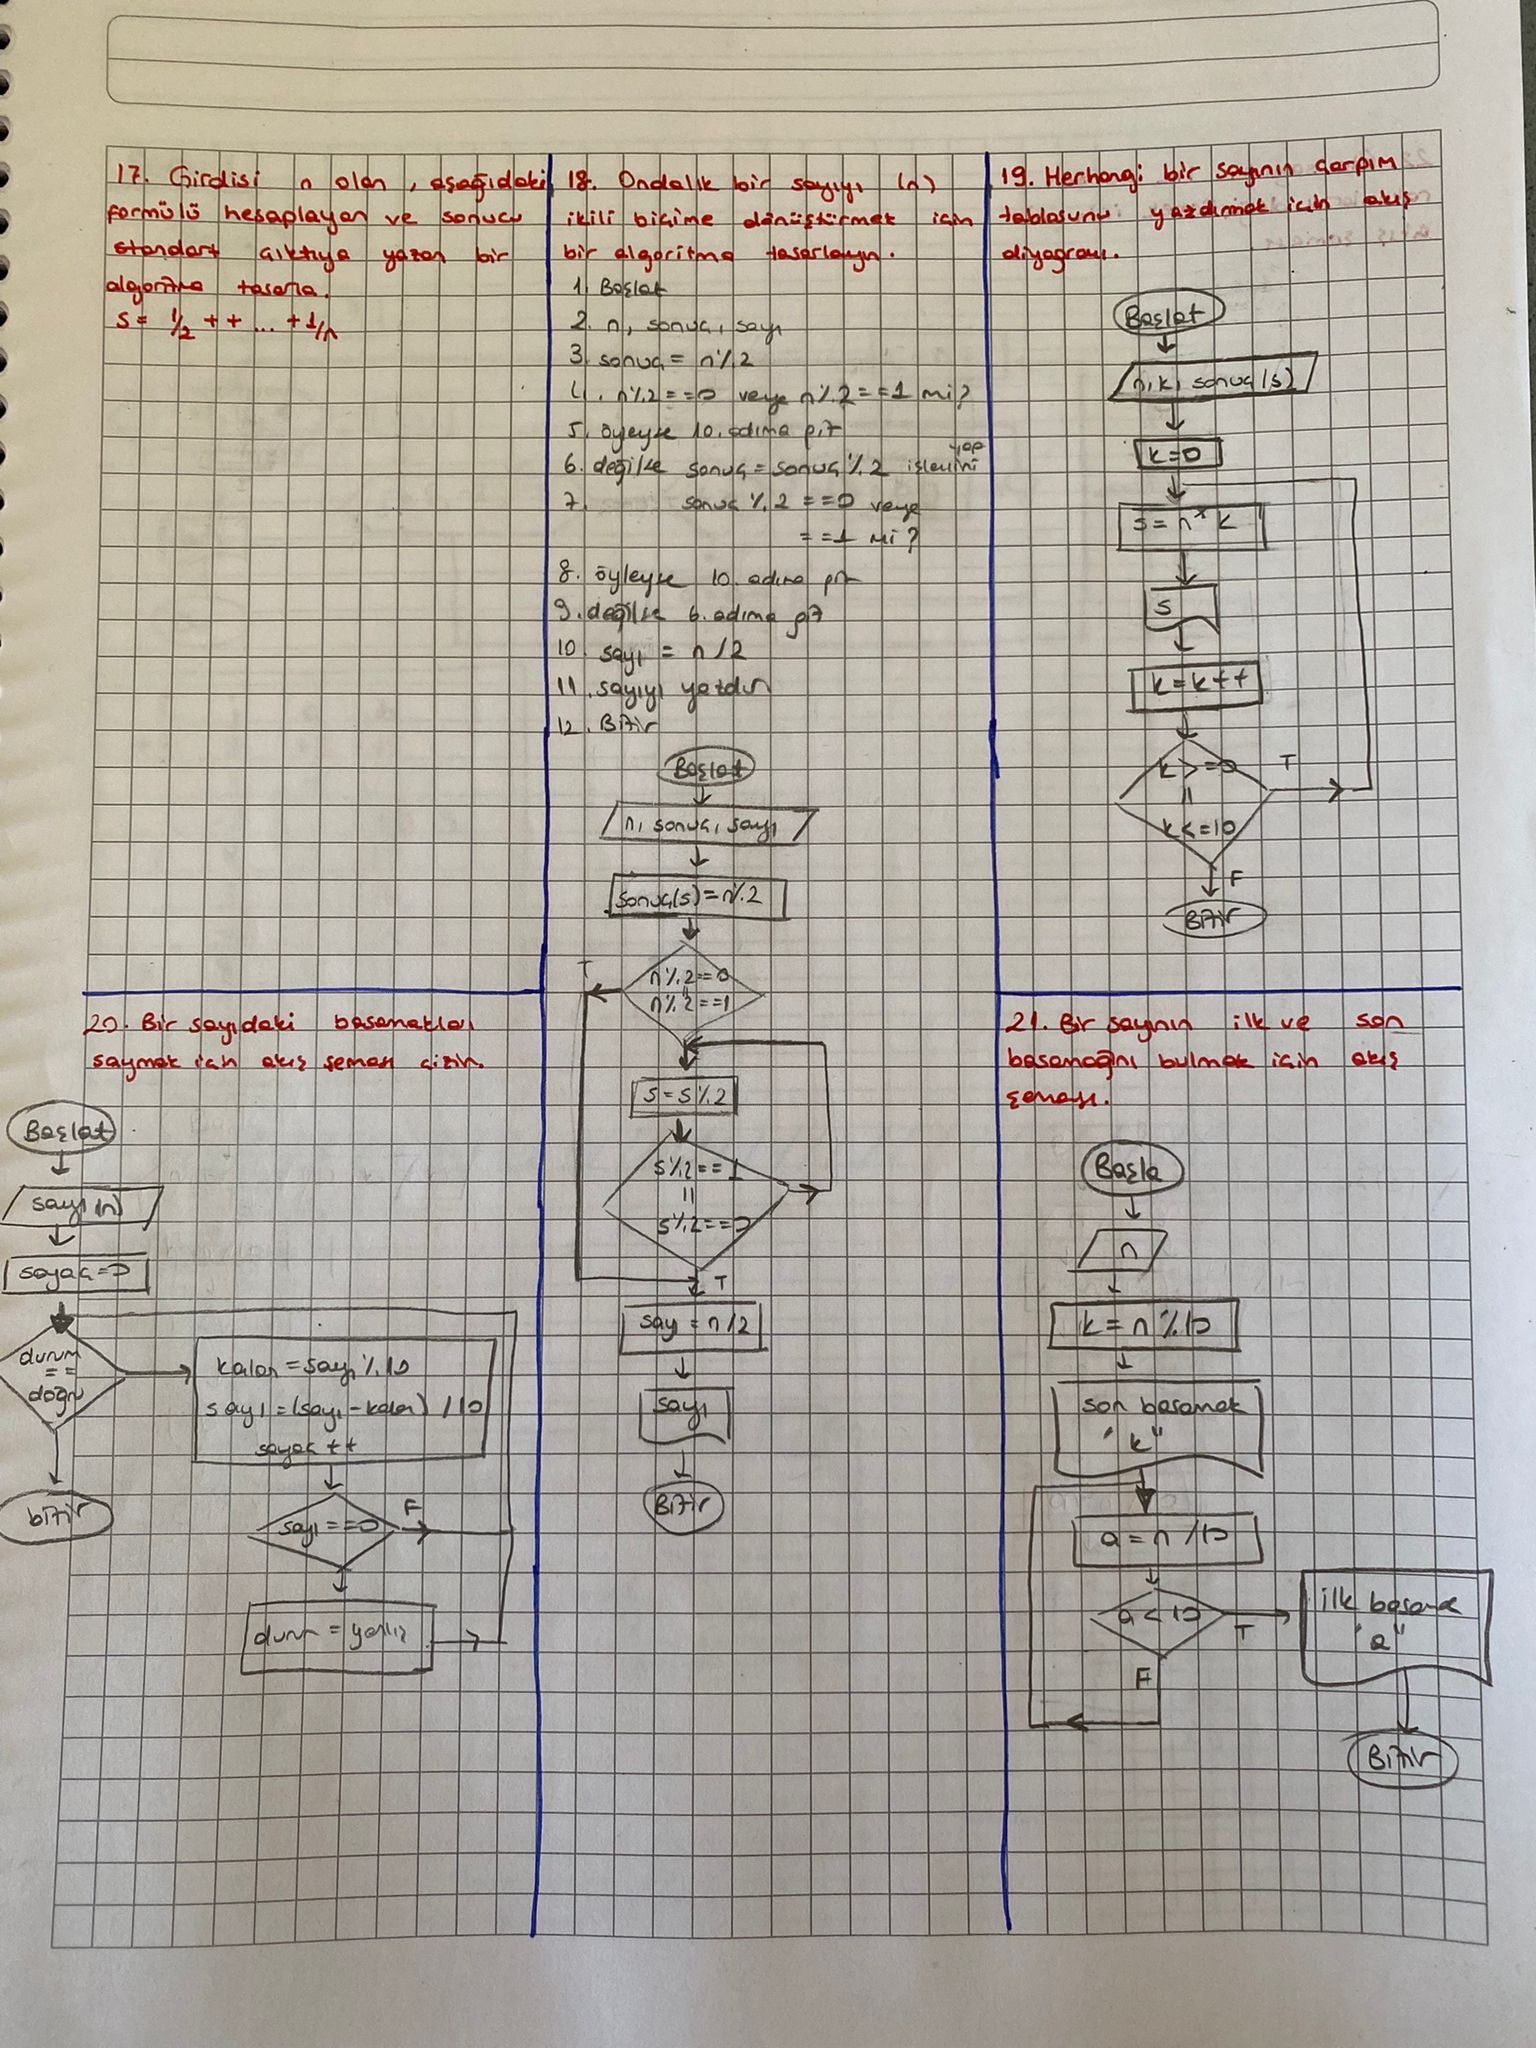 17. Girdisi n olan, aşağıdaki
formülü hesaplayan ve sonucu
standart çıktıya yazan bir
algoritma tasarla.
S = 1/2 + + ... + 1/n
18. Ondalık bir sayıyı (n)
ikili biçime dönüştürmek için
bir algoritma tasarlayın.
1. Başlat
2. n, sonuç, sayı
3. sonuç = n%2
4. n%2==0 veya n%2==1 mi?
5. öyleyse 10. adıma git
6. değilse sonuç = sonuç%2 işlemini yap
7. sonuç%2 ==0 veya
==1 mi?
8. öyleyse 10. adıma git
9. değilse 6. adıma git
10. sayı = n/2
11. sayıyı yazdır
12. Bitir
Başlat
n, sonuç, sayı
sonuç(s)=n%2
n%2==0
||
n%2==1
T
s=s%2
s%2==1
||
s%2==0
T
say = n/2
sayı
Bitir
19. Herhangi bir sayının çarpım
tablosunu yazdırmak için akış
diyagramı.
Başlat
n, k, sonuç(s)
k=0
s=n*k
s
k=k++
k>=0
||
k<=10
T
F
Bitir
20. Bir sayıdaki basamakları
saymak için akış şeması çizin.
Başlat
sayı(n)
sayaç=0
durum
==
doğru
kalan=sayı%10
sayı=(sayı-kalan)/10
sayaç++
bitir
sayı==0
F
durum = yanlış
21. Bir sayının ilk ve son
basamağını bulmak için akış
şeması.
Başla
n
k=n%10
son basamak
"k"
a=n/10
a<10
T
F
ilk basamak
"a"
Bitir